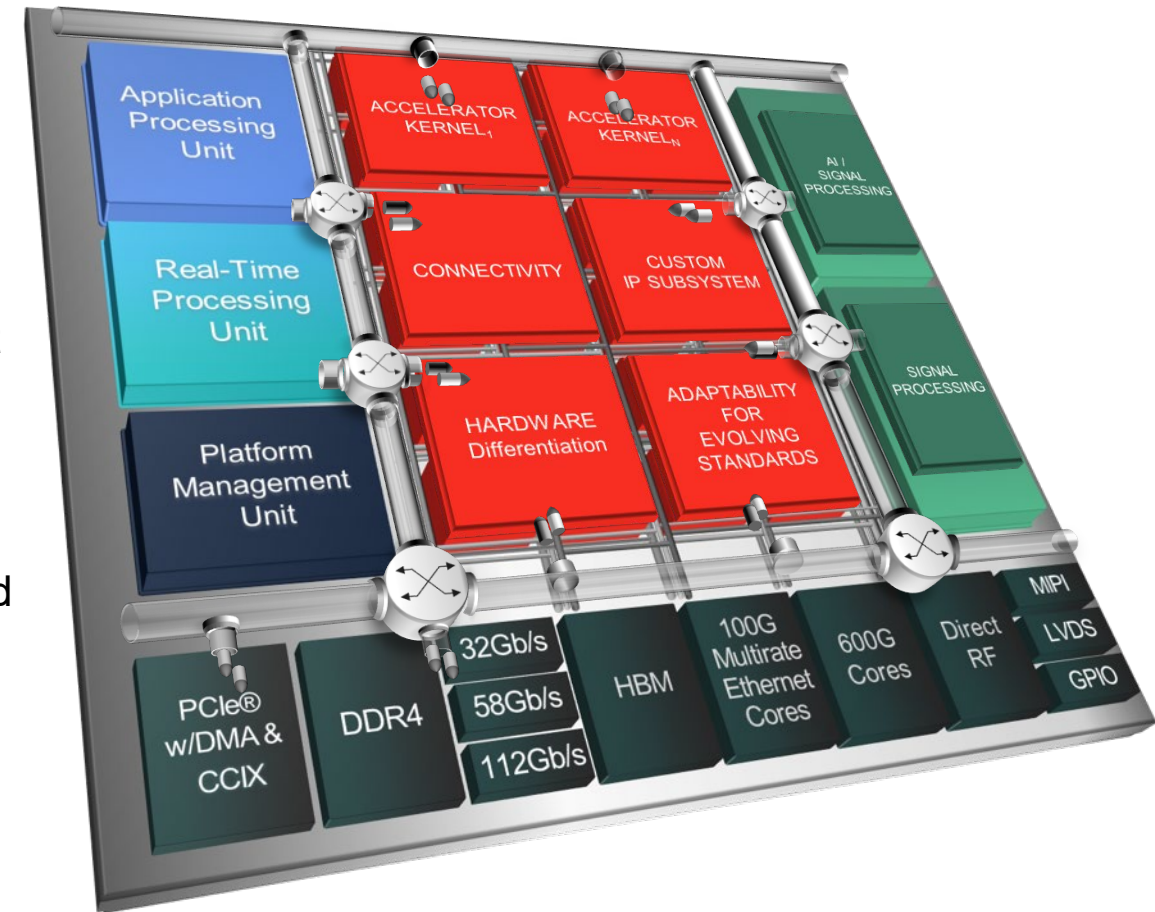 Application
Processing
Unit
ACCELERATOR
KERNEL₁
ACCELERATOR
KERNELₙ
AI /
SIGNAL
PROCESSING
Real-Time
Processing
Unit
CONNECTIVITY
CUSTOM
IP SUBSYSTEM
SIGNAL
PROCESSING
Platform
Management
Unit
HARDWARE
Differentiation
ADAPTABILITY
FOR
EVOLVING
STANDARDS
d
PCIe®
w/DMA &
CCIX
DDR4
32Gb/s
58Gb/s
112Gb/s
HBM
100G
Multirate
Ethernet
Cores
600G
Cores
Direct
RF
MIPI
LVDS
GPIO